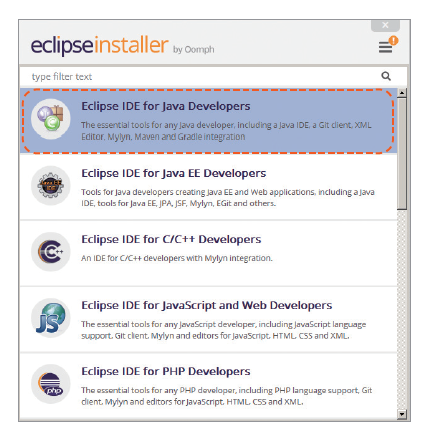 eclipseinstaller by Oomph
type filter text
Eclipse IDE for Java Developers
The essential tools for any Java developer, including a Java IDE, a Git client, XML
Editor, Mylyn, Maven and Gradle integration
Eclipse IDE for Java EE Developers
Tools for Java developers creating Java EE and Web applications, including a Java
IDE, tools for Java EE, JPA, JSF, Mylyn, EGit and others.
Eclipse IDE for C/C++ Developers
C++
An IDE for C/C++ developers with Mylyn integration.
Eclipse IDE for JavaScript and Web Developers
JS
The essential tools for any JavaScript developer, including JavaScript language
support, Git client, Mylyn and editors for JavaScript, HTML, CSS and XML.
Eclipse IDE for PHP Developers
php
The essential tools for any PHP developer, including PHP language support, Git
client, Mylyn and editors for JavaScript, HTML, CSS and XML.